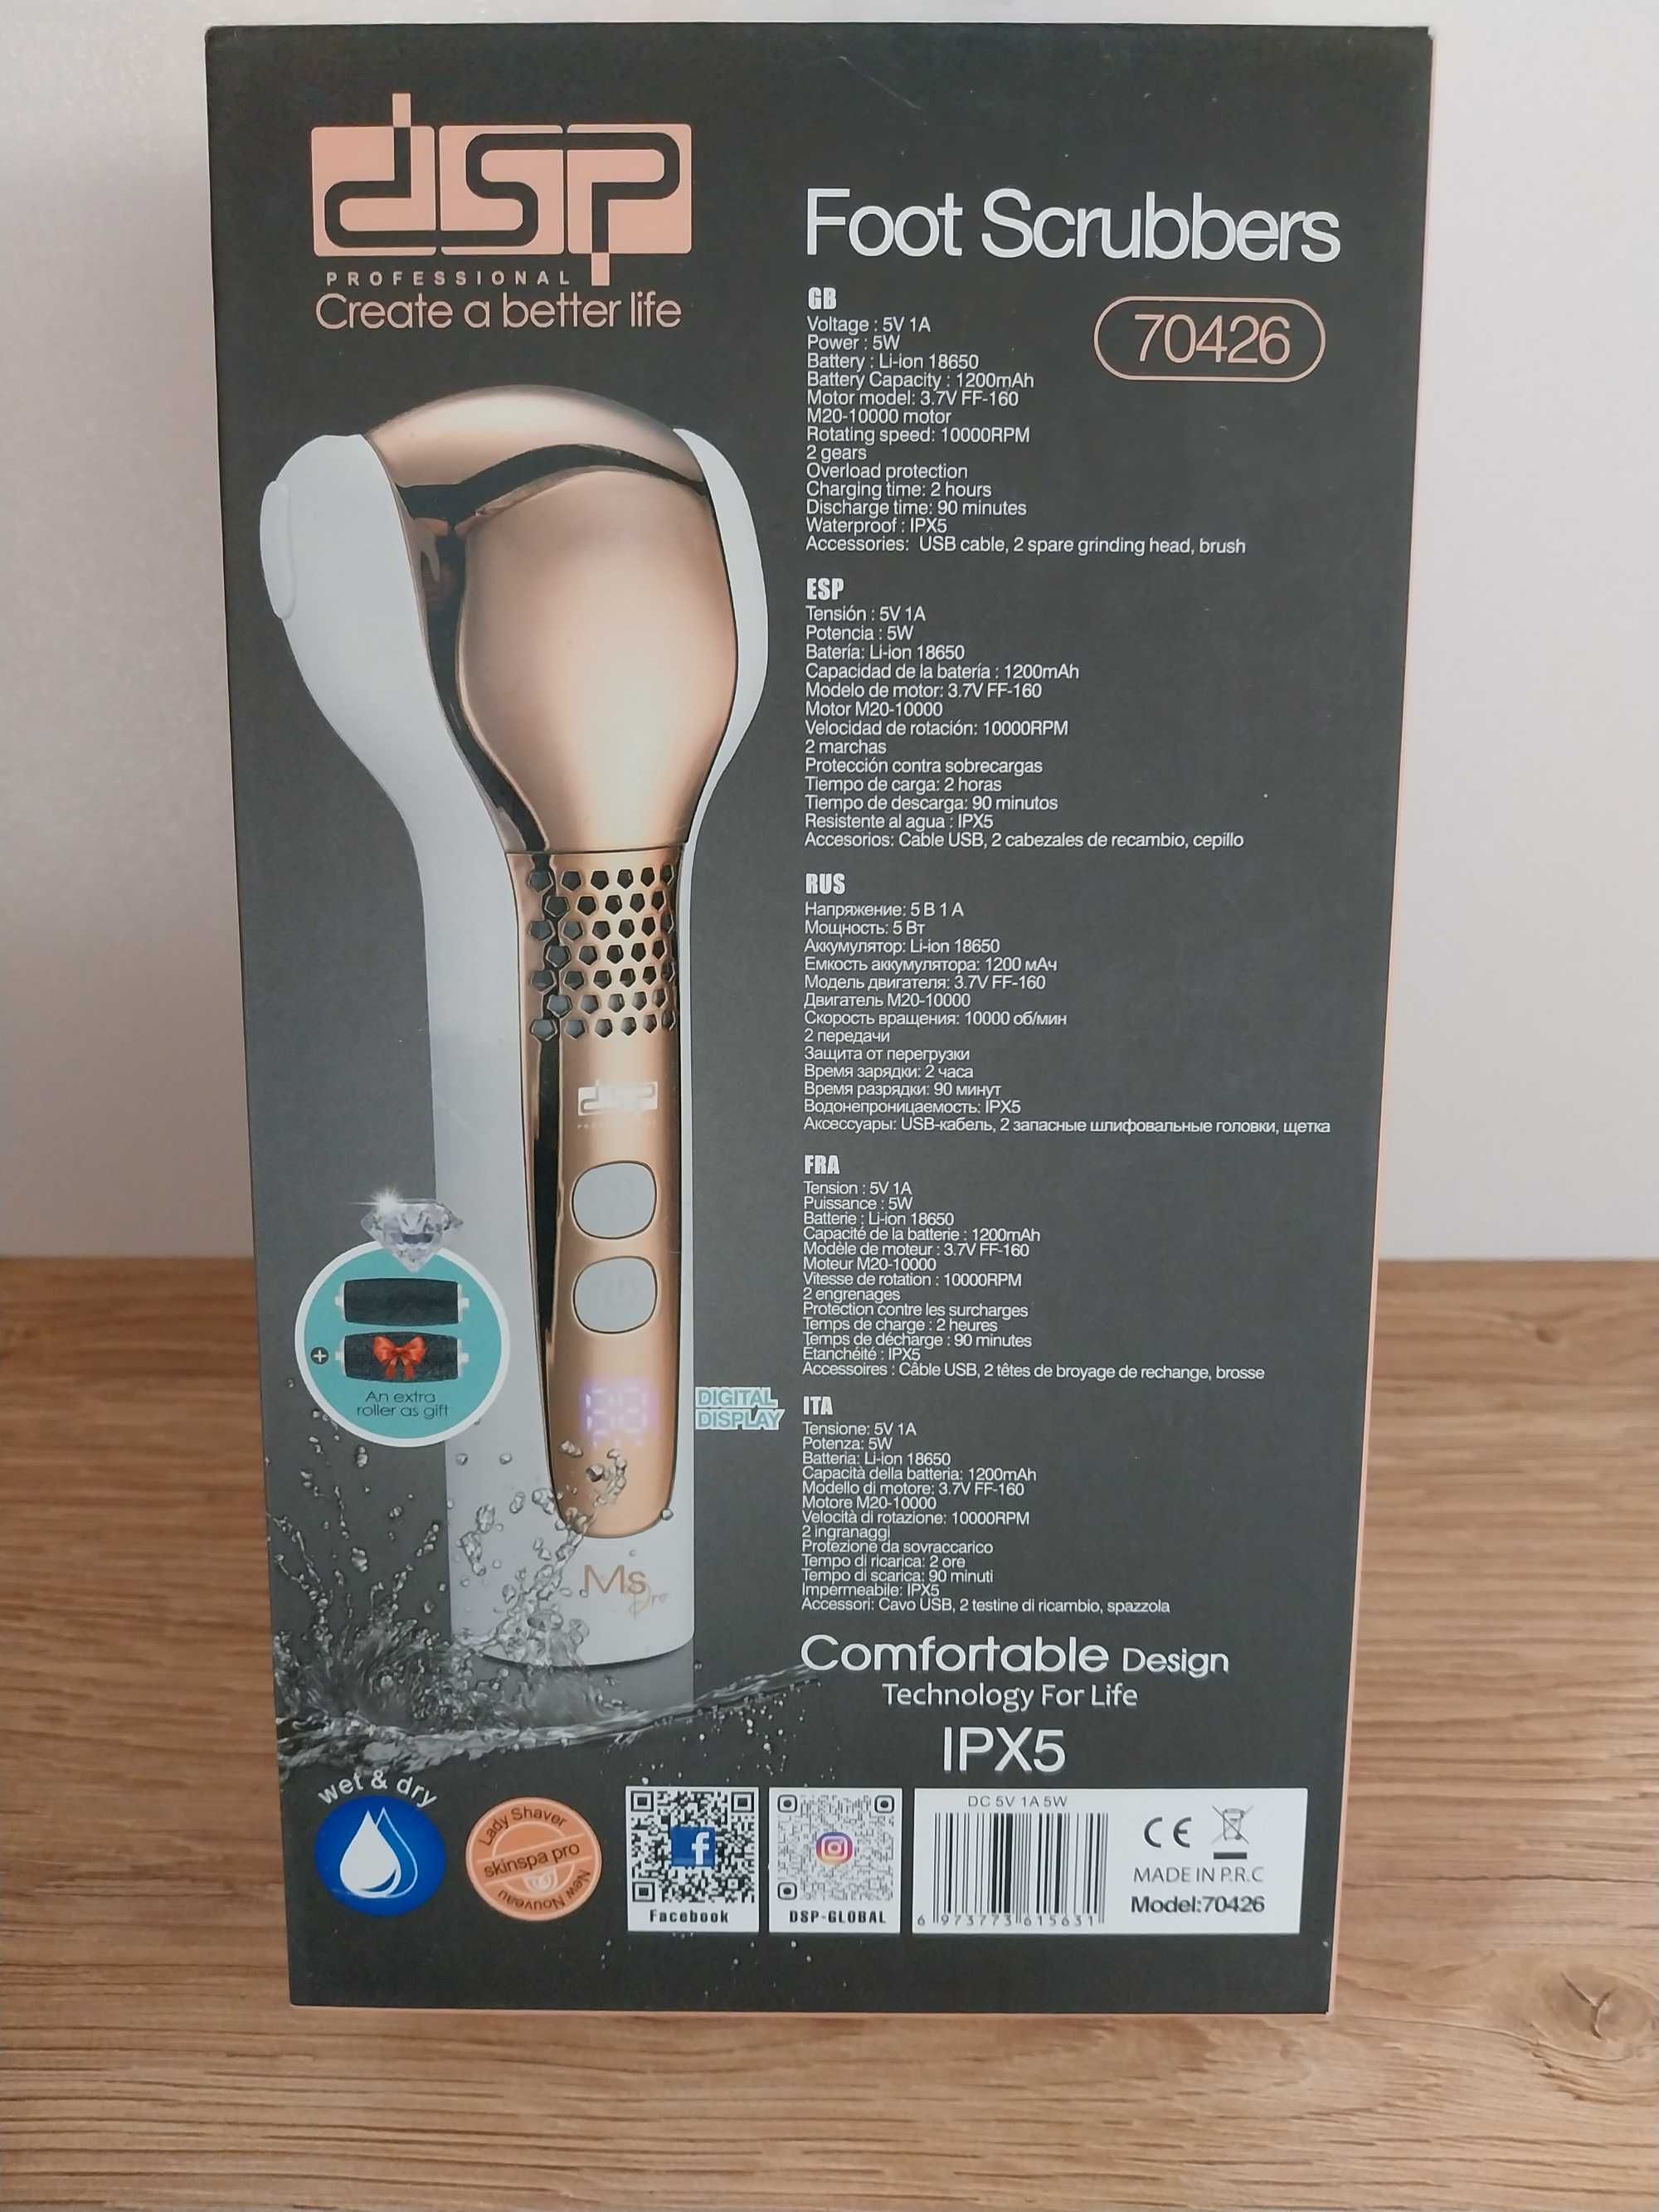 dsp
PROFESSIONAL
Create a better life
Foot Scrubbers
70426
GB
Voltage : 5V 1A
Power : 5W
Battery : Li-ion 18650
Battery Capacity : 1200mAh
Motor model: 3.7V FF-160
M20-10000 motor
Rotating speed: 10000RPM
2 gears
Overload protection
Charging time: 2 hours
Discharge time: 90 minutes
Waterproof : IPX5
Accessories: USB cable, 2 spare grinding head, brush
ESP
Tensión : 5V 1A
Potencia : 5W
Batería: Li-ion 18650
Capacidad de la batería : 1200mAh
Modelo de motor: 3.7V FF-160
Motor M20-10000
Velocidad de rotación: 10000RPM
2 marchas
Protección contra sobrecargas
Tiempo de carga: 2 horas
Tiempo de descarga: 90 minutos
Resistente al agua : IPX5
Accesorios: Cable USB, 2 cabezales de recambio, cepillo
RUS
Напряжение: 5 В 1 А
Мощность: 5 Вт
Аккумулятор: Li-ion 18650
Емкость аккумулятора: 1200 мАч
Модель двигателя: 3.7V FF-160
Двигатель M20-10000
Скорость вращения: 10000 об/мин
2 передачи
Защита от перегрузки
Время зарядки: 2 часа
Время разрядки: 90 минут
Водонепроницаемость: IPX5
Аксессуары: USB-кабель, 2 запасные шлифовальные головки, щетка
FRA
Tension : 5V 1A
Puissance : 5W
Batterie : Li-ion 18650
Capacité de la batterie : 1200mAh
Modèle de moteur : 3.7V FF-160
Moteur M20-10000
Vitesse de rotation : 10000RPM
2 engrenages
Protection contre les surcharges
Temps de charge : 2 heures
Temps de décharge : 90 minutes
Étanchéité : IPX5
Accessoires : Câble USB, 2 têtes de broyage de rechange, brosse
ITA
Tensione: 5V 1A
Potenza: 5W
Batteria: Li-ion 18650
Capacità della batteria: 1200mAh
Modello di motore: 3.7V FF-160
Motore M20-10000
Velocità di rotazione: 10000RPM
2 ingranaggi
Protezione da sovraccarico
Tempo di ricarica: 2 ore
Tempo di scarica: 90 minuti
Impermeabile: IPX5
Accessori: Cavo USB, 2 testine di ricambio, spazzola
dsp
+
An extra
roller as gift
88
DIGITAL
DISPLAY
Ms
Pro
Comfortable Design
Technology For Life
IPX5
wet & dry
Lady Shaver
skinspa pro
New Nouveau
Facebook
DSP-GLOBAL
DC 5V 1A 5W
6 973773 615631
CE
MADE IN P.R.C
Model:70426